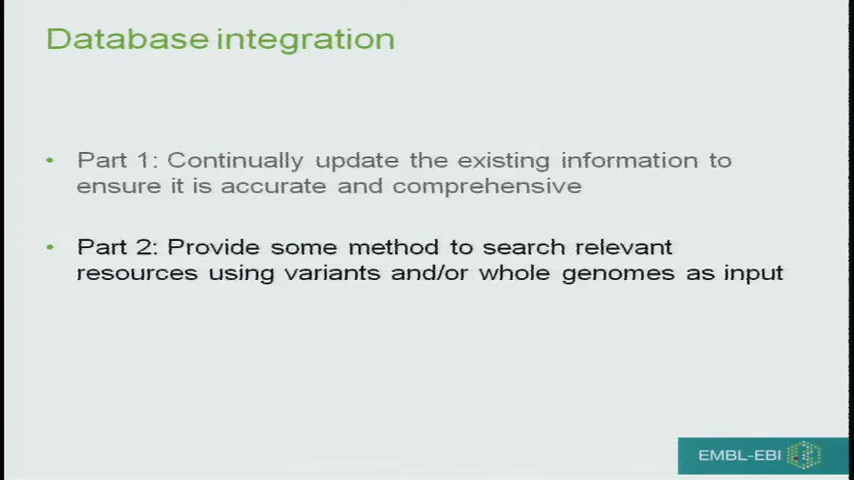 Database integration
• Part 1: Continually update the existing information to
ensure it is accurate and comprehensive
• Part 2: Provide some method to search relevant
resources using variants and/or whole genomes as input
EMBL-EBI